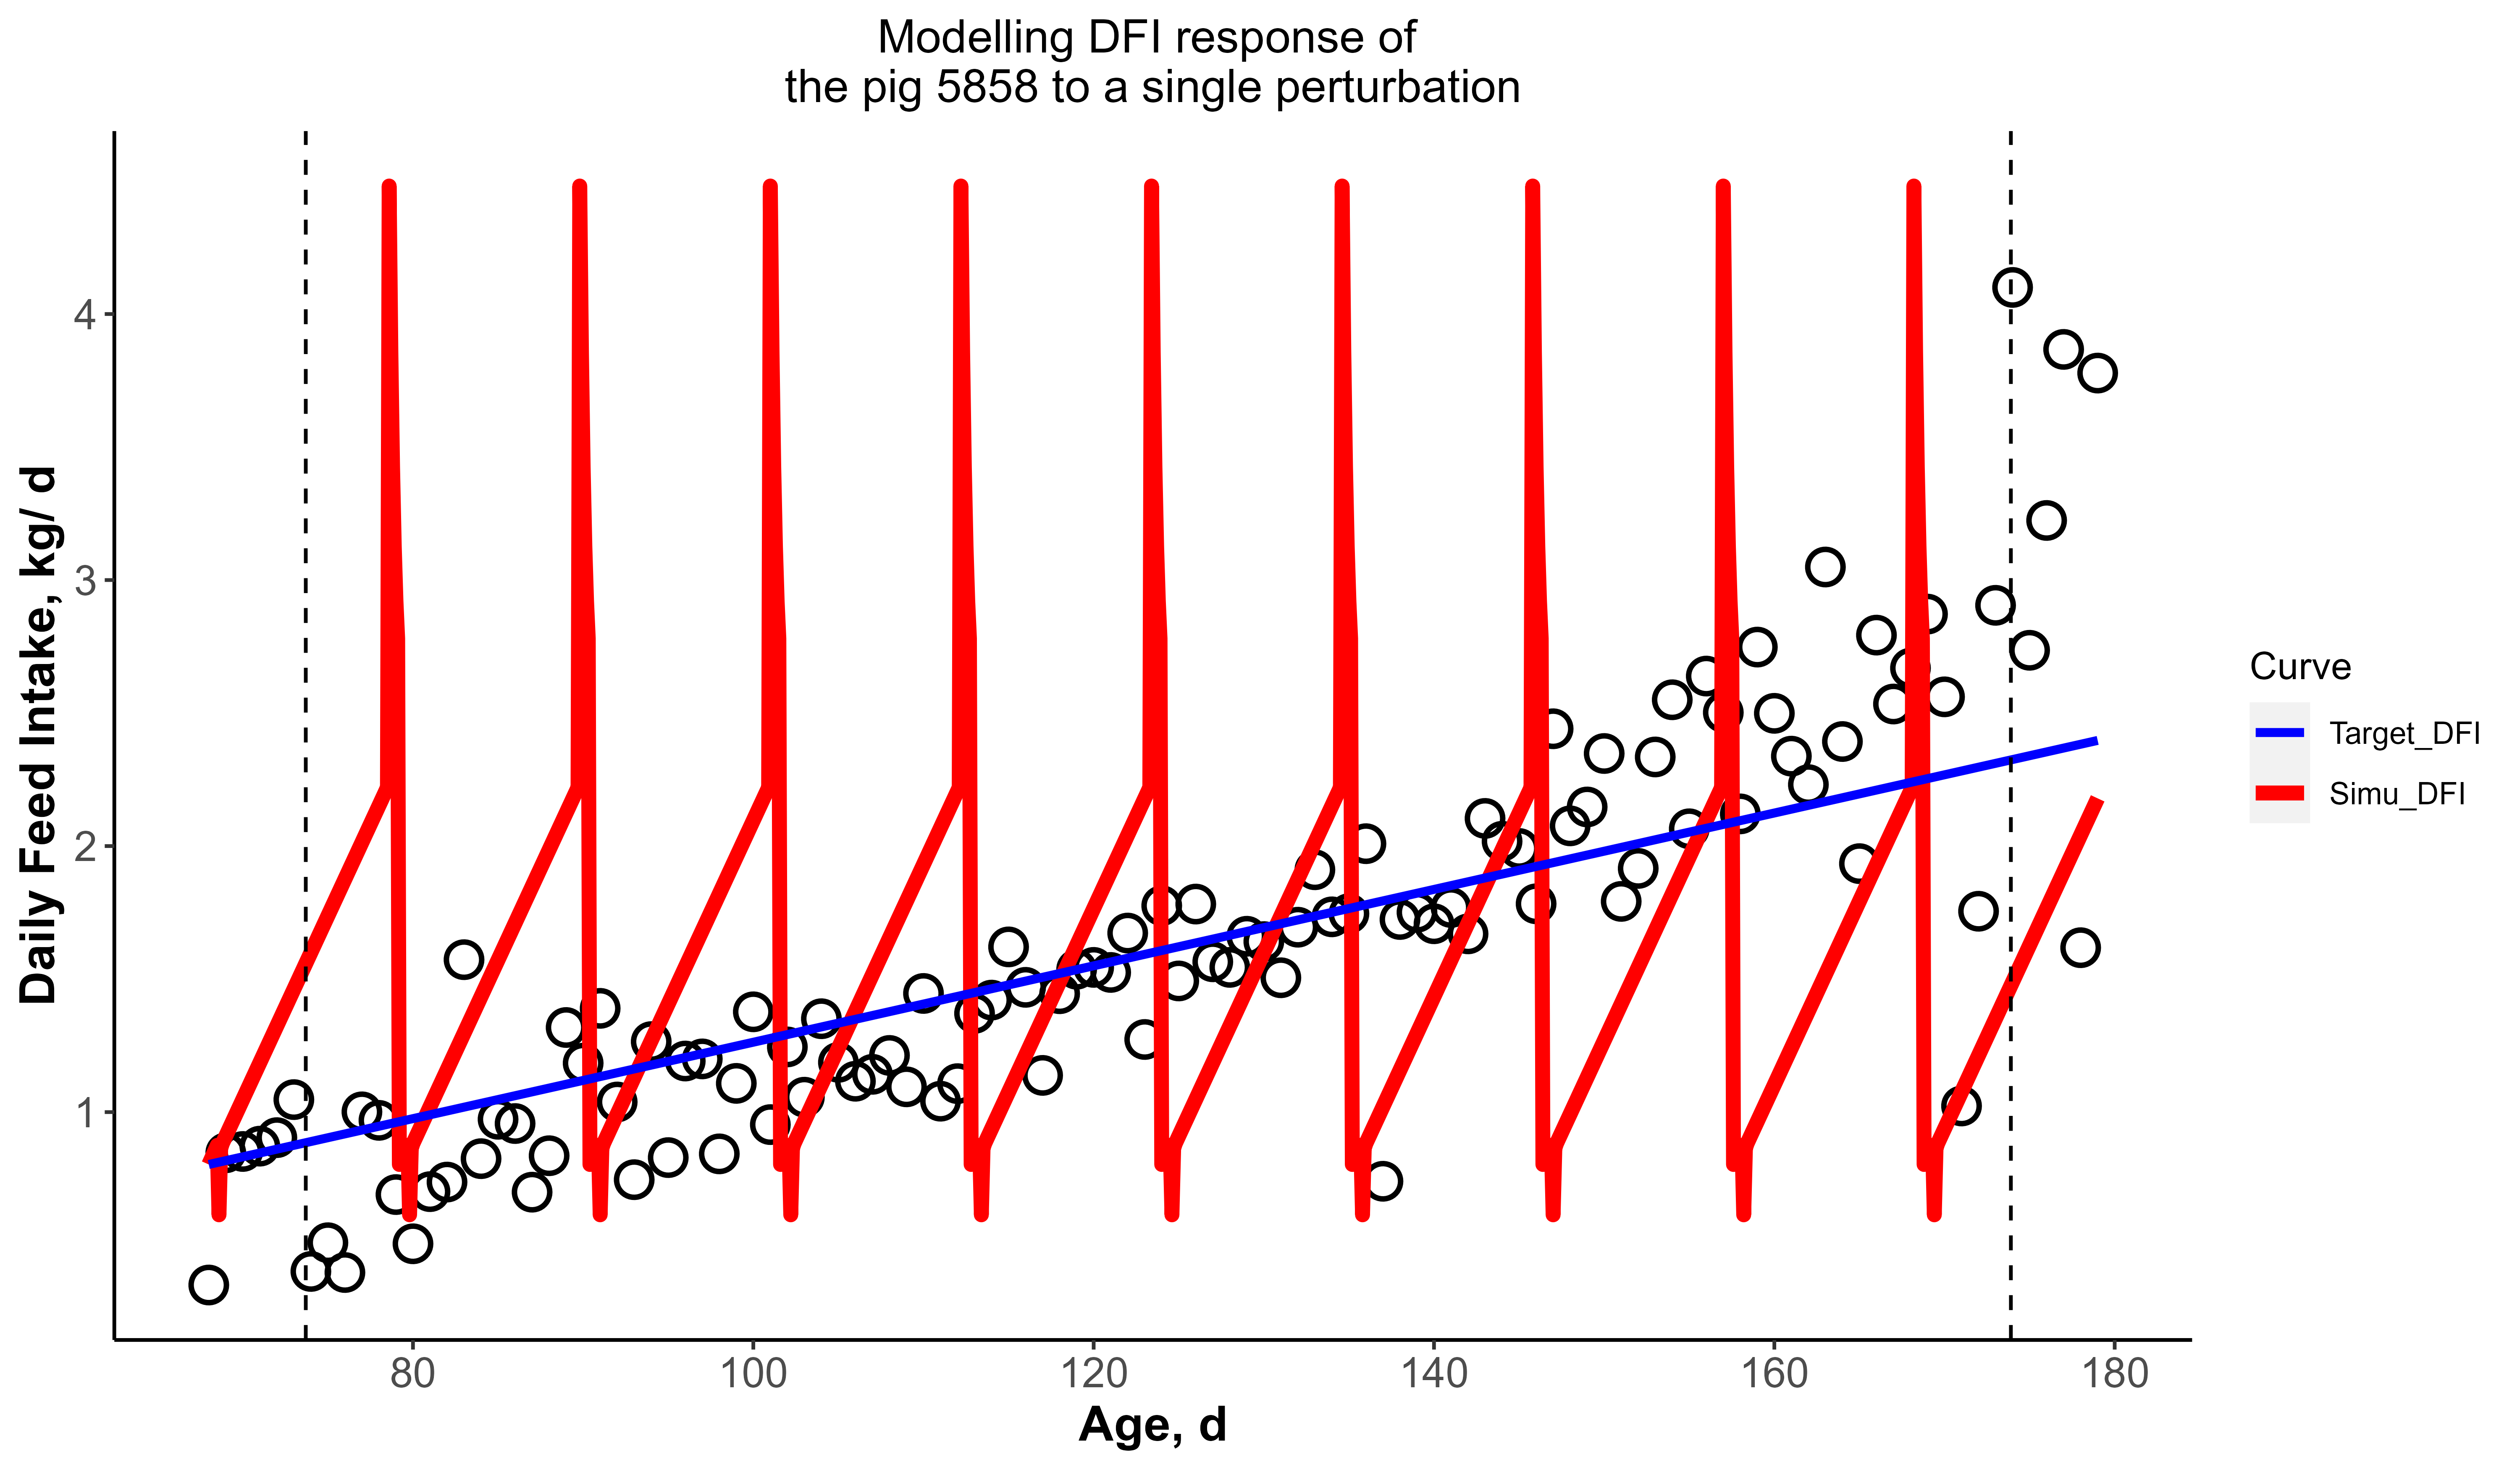 Modelling DFI response of
the pig 5858 to a single perturbation
Daily Feed Intake, kg/ d
4
3
2
1
80 100 120 140 160 180
Age, d
Curve
Target_DFI
Simu_DFI